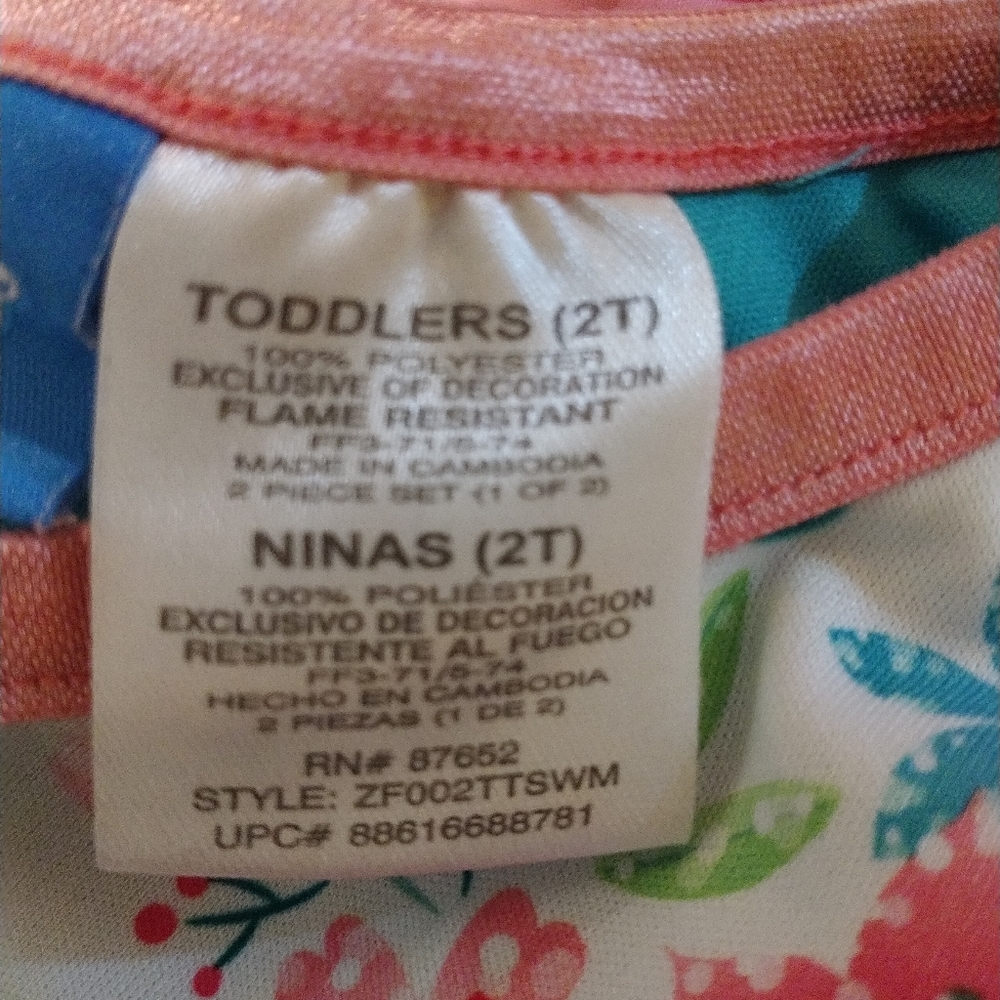 TODDLERS (2T)
100% POLYESTER
EXCLUSIVE OF DECORATION
FLAME RESISTANT
FF3-71/5-74
MADE IN CAMBODIA
2 PIECE SET (1 OF 2)
NINAS (2T)
100% POLIÉSTER
EXCLUSIVO DE DECORACION
RESISTENTE AL FUEGO
FF3-71/5-74
HECHO EN CAMBODIA
2 PIEZAS (1 DE 2)
RN# 87652
STYLE: ZF002TTSWM
UPC# 88616688781